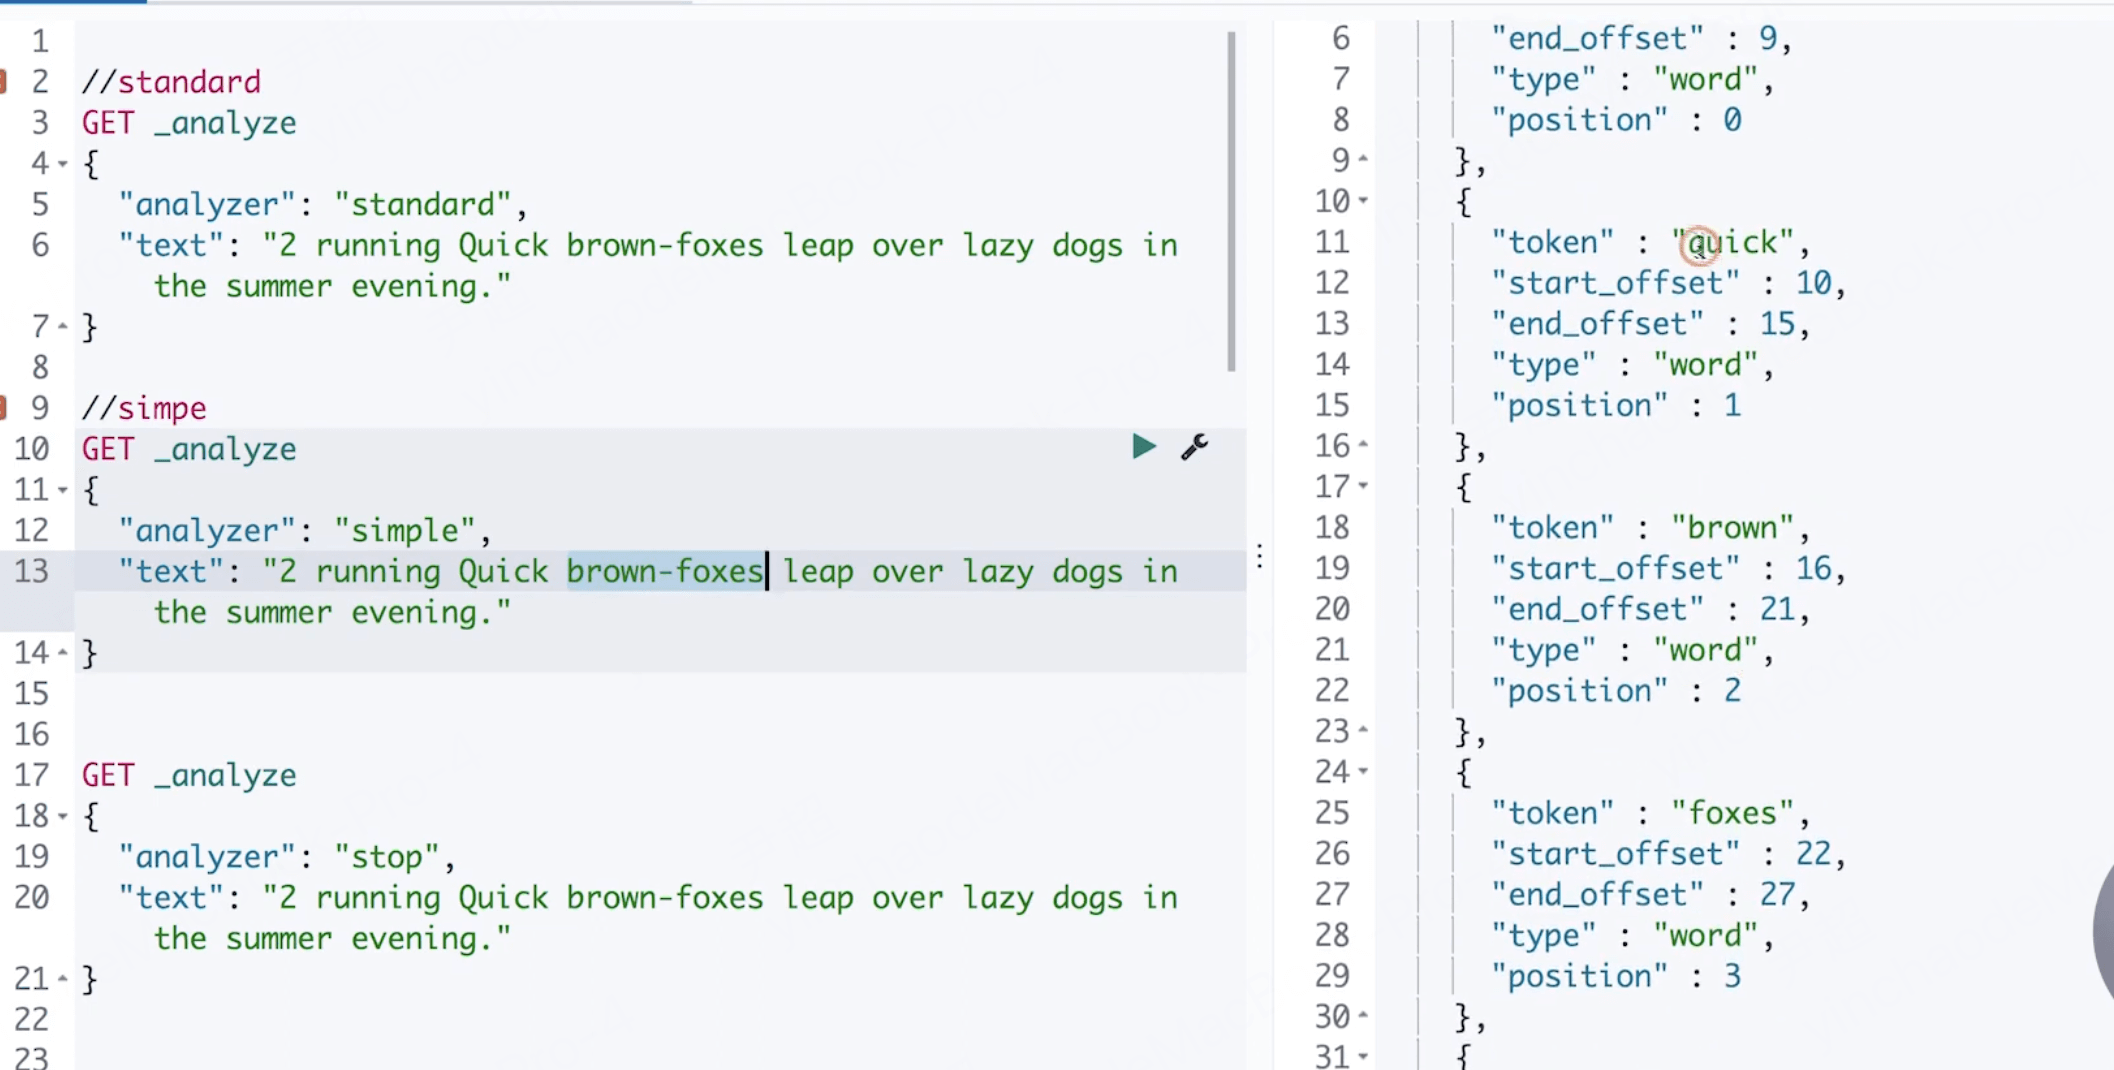 1
2 //standard
3 GET _analyze
4 {
5 "analyzer": "standard",
6 "text": "2 running Quick brown-foxes leap over lazy dogs in
the summer evening."
7 }
8
9 //simpe
10 GET _analyze
11 {
12 "analyzer": "simple",
13 "text": "2 running Quick brown-foxes leap over lazy dogs in
the summer evening."
14 }
15
16
17 GET _analyze
18 {
19 "analyzer": "stop",
20 "text": "2 running Quick brown-foxes leap over lazy dogs in
the summer evening."
21 }
22
23
6 "end_offset" : 9,
7 "type" : "word",
8 "position" : 0
9 },
10 {
11 "token" : "quick",
12 "start_offset" : 10,
13 "end_offset" : 15,
14 "type" : "word",
15 "position" : 1
16 },
17 {
18 "token" : "brown",
19 "start_offset" : 16,
20 "end_offset" : 21,
21 "type" : "word",
22 "position" : 2
23 },
24 {
25 "token" : "foxes",
26 "start_offset" : 22,
27 "end_offset" : 27,
28 "type" : "word",
29 "position" : 3
30 },
31 {